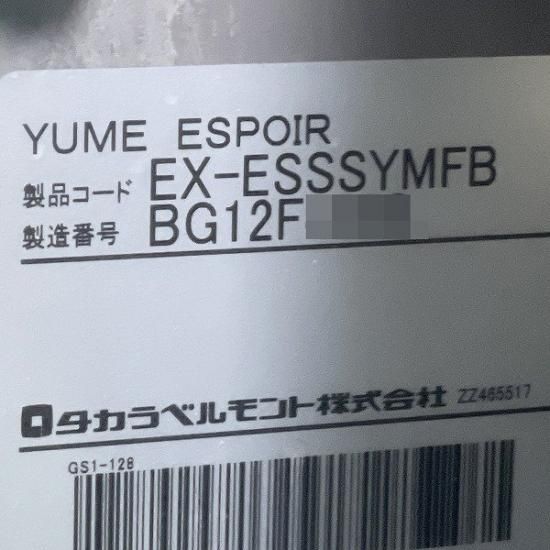 YUME ESPOIR
製品コード EX-ESSSYMFB
製造番号 BG12F
タカラベルモント株式会社 ZZ465517
GS1-128